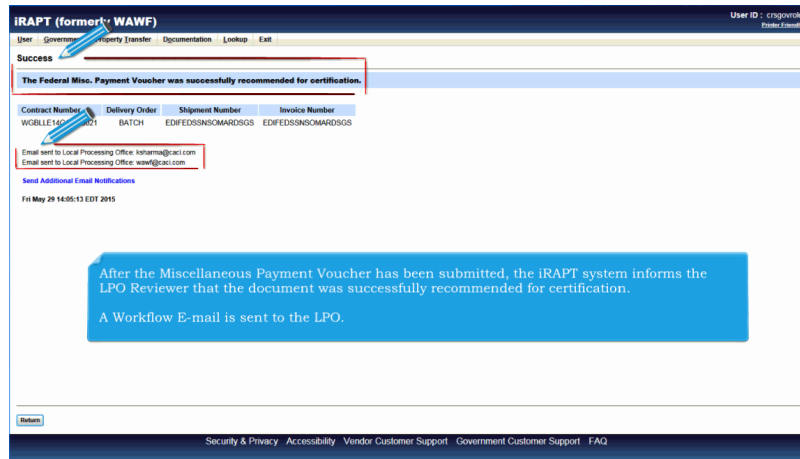 iRAPT (formerly WAWF)
User ID : crsgovrole
Printer Friendly
User Government Property Transfer Documentation Lookup Exit
Success
The Federal Misc. Payment Voucher was successfully recommended for certification.
Contract Number Delivery Order Shipment Number Invoice Number
BATCH EDIFEDSSNSOMARDSGS EDIFEDSSNSOMARDSGS
Email sent to Local Processing Office: ksharma@caci.com
Email sent to Local Processing Office: wawf@caci.com
Send Additional Email Notifications
Fri May 29 14:05:13 EDT 2015
After the Miscellaneous Payment Voucher has been submitted, the iRAPT system informs the
LPO Reviewer that the document was successfully recommended for certification.
A Workflow E-mail is sent to the LPO.
Return
Security & Privacy Accessibility Vendor Customer Support Government Customer Support FAQ